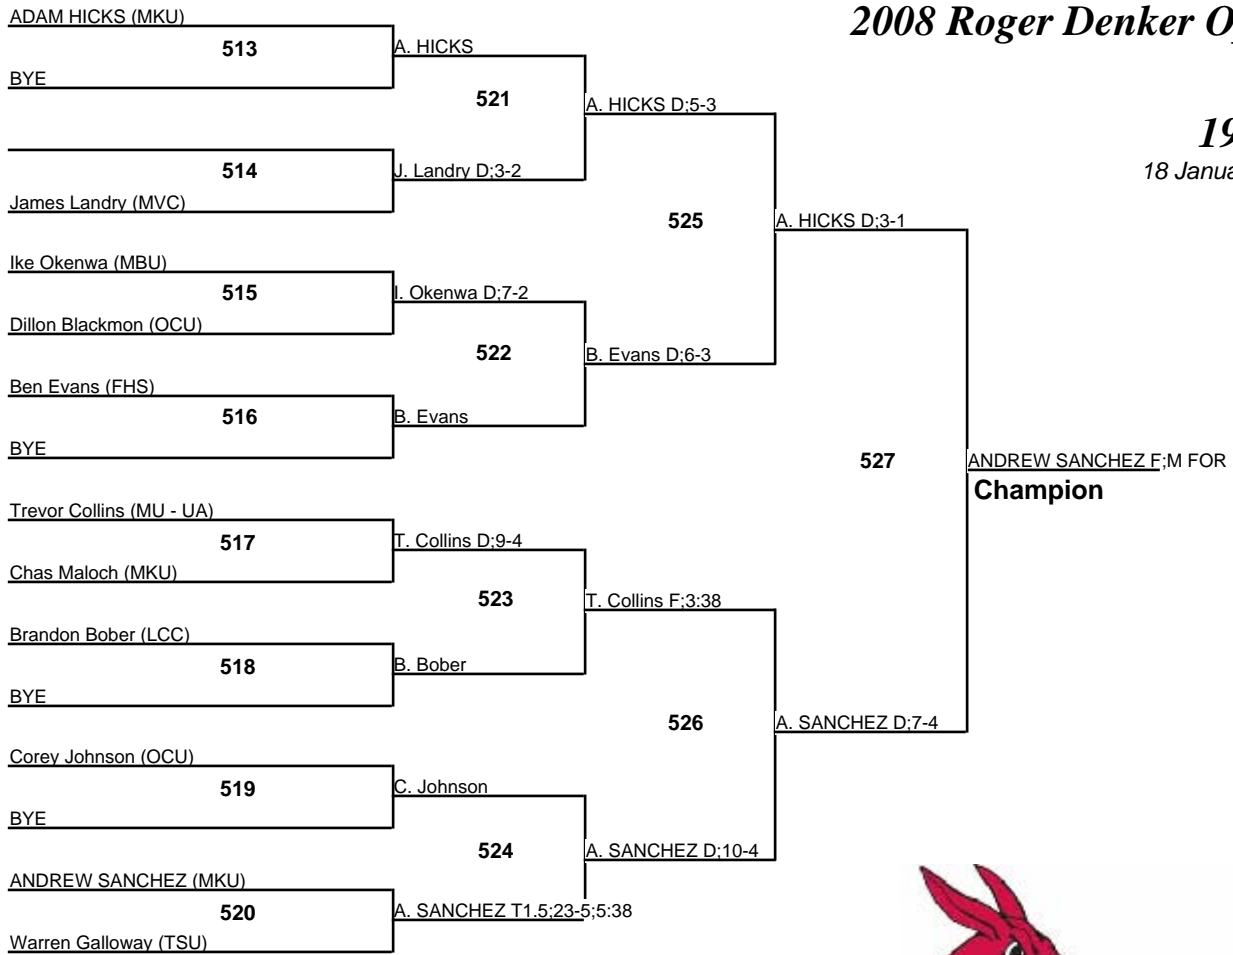 ADAM HICKS (MKU)
2008 Roger Denker O
513
A. HICKS
BYE
521
A. HICKS D;5-3
19
514
J. Landry D;3-2
18 Janua
James Landry (MVC)
525
A. HICKS D;3-1
Ike Okenwa (MBU)
515
I. Okenwa D;7-2
Dillon Blackmon (OCU)
522
B. Evans D;6-3
Ben Evans (FHS)
516
B. Evans
BYE
527
ANDREW SANCHEZ F;M FOR
Champion
Trevor Collins (MU - UA)
517
T. Collins D;9-4
Chas Maloch (MKU)
523
T. Collins F;3:38
Brandon Bober (LCC)
518
B. Bober
BYE
526
A. SANCHEZ D;7-4
Corey Johnson (OCU)
519
C. Johnson
BYE
524
A. SANCHEZ D;10-4
ANDREW SANCHEZ (MKU)
520
A. SANCHEZ T1.5;23-5;5:38
Warren Galloway (TSU)